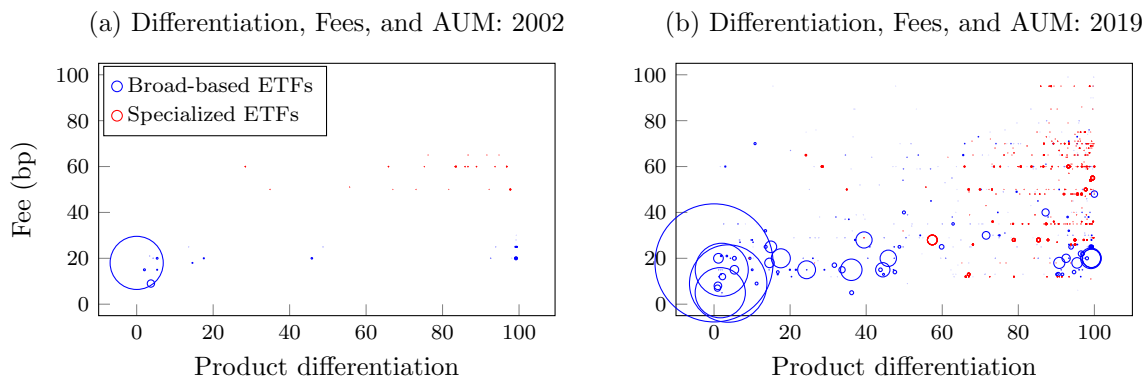 (a) Differentiation, Fees, and AUM: 2002
100
80
60
40
20
0
Fee (bp)
Broad-based ETFs
Specialized ETFs
0 20 40 60 80 100
Product differentiation
(b) Differentiation, Fees, and AUM: 2019
100
80
60
40
20
0
0 20 40 60 80 100
Product differentiation